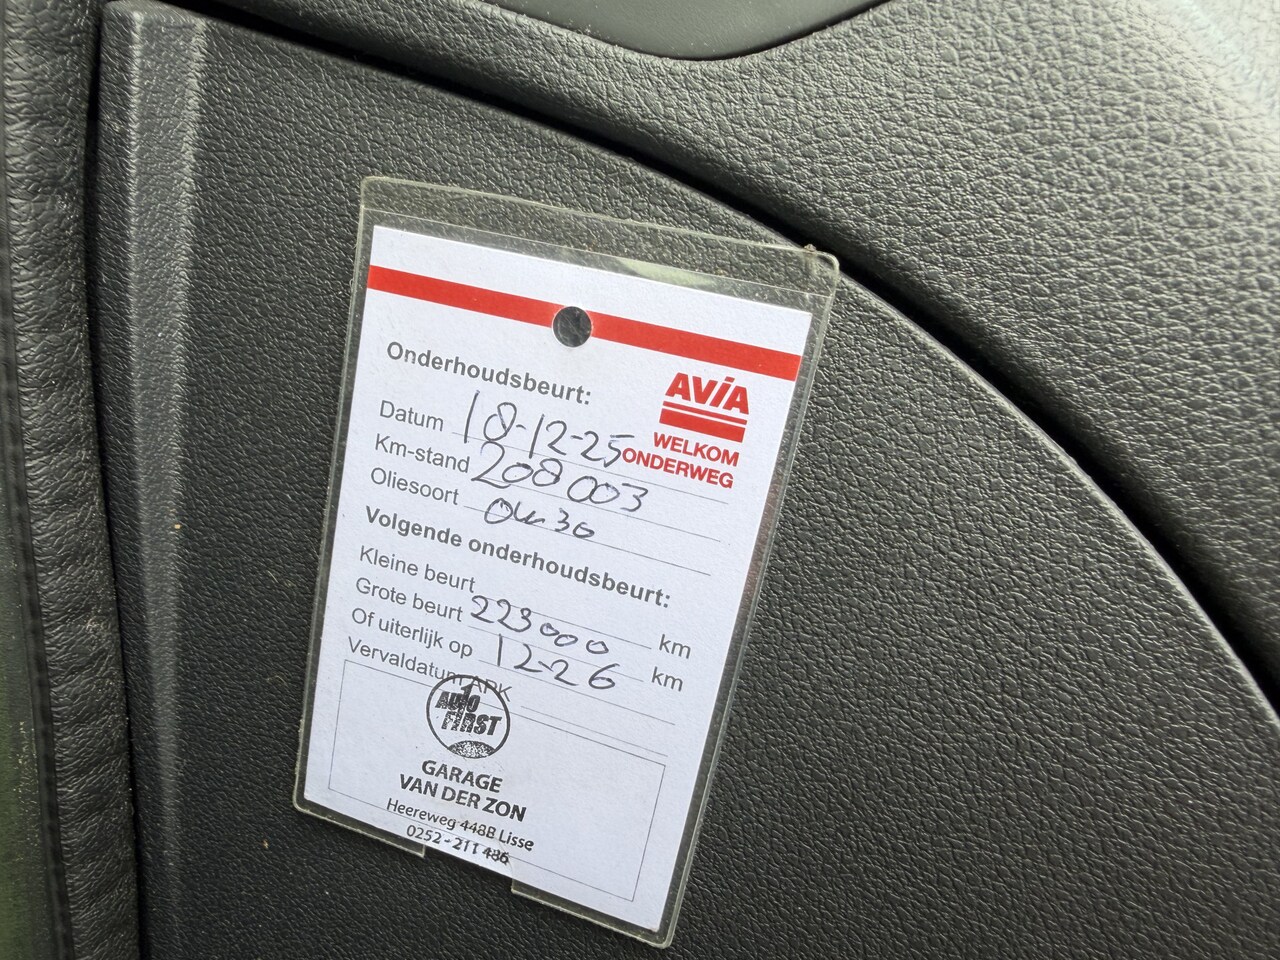 Onderhoudsbeurt:
AViA
WELKOM
ONDERWEG
Datum 18-12-25
Km-stand 208 003
Oliesoort 0w30
Volgende onderhoudsbeurt:
Kleine beurt km
Grote beurt 223000 km
Of uiterlijk op 12-26
Vervaldatum APK
AUTO
FIRST
GARAGE
VAN DER ZON
Heereweg 448B Lisse
0252-211 486